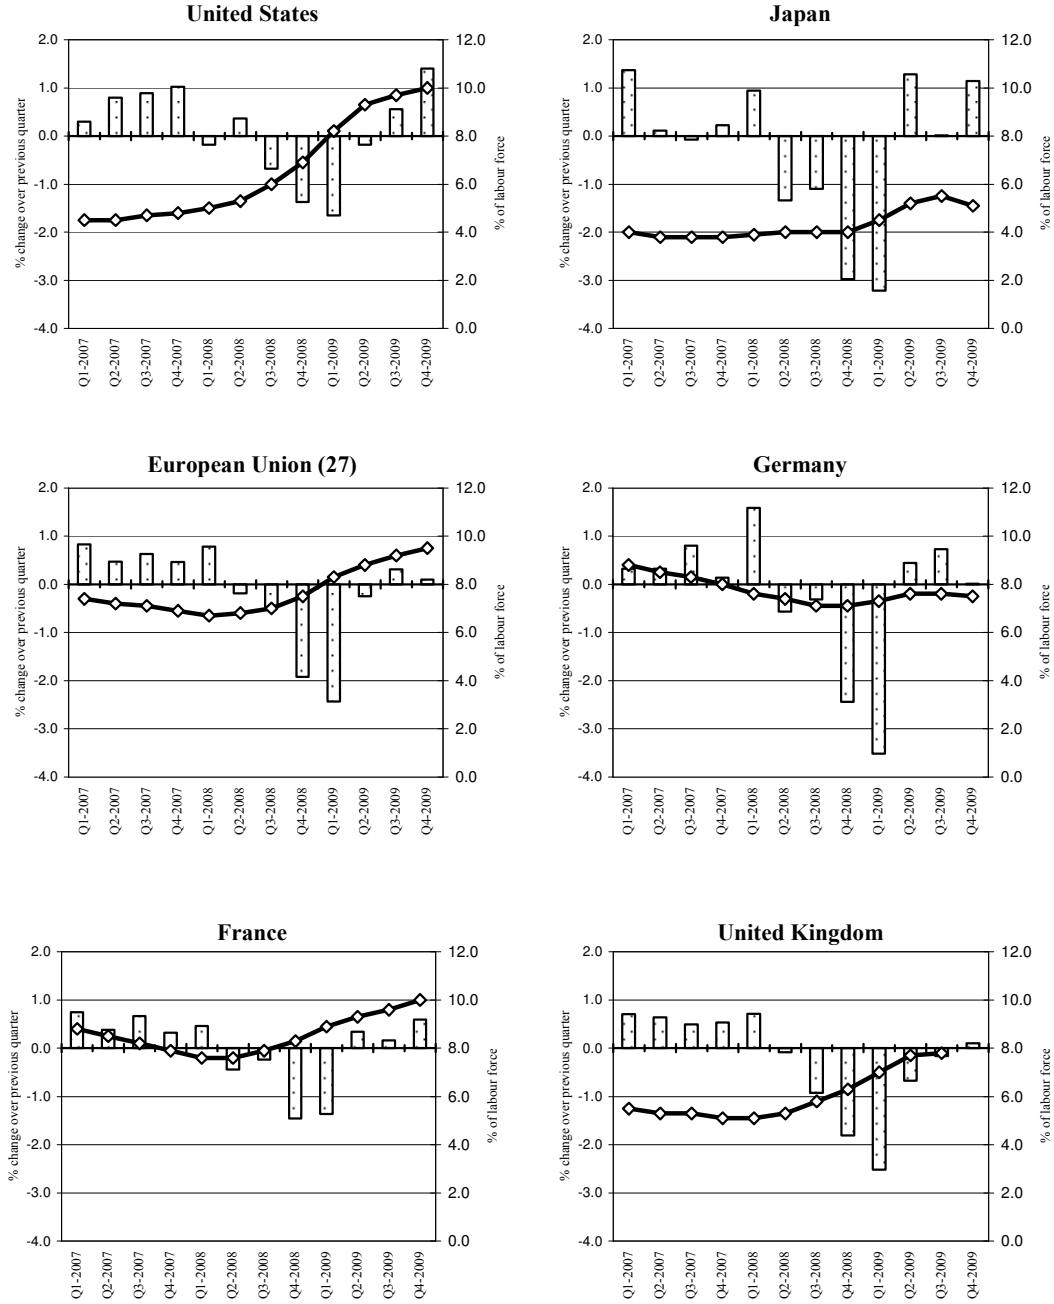 United States
% change over previous quarter
2.0
1.0
0.0
-1.0
-2.0
-3.0
-4.0
12.0
10.0
8.0
6.0
4.0
2.0
0.0
% of labour force
Q1-2007
Q2-2007
Q3-2007
Q4-2007
Q1-2008
Q2-2008
Q3-2008
Q4-2008
Q1-2009
Q2-2009
Q3-2009
Q4-2009
Japan
% change over previous quarter
2.0
1.0
0.0
-1.0
-2.0
-3.0
-4.0
12.0
10.0
8.0
6.0
4.0
2.0
0.0
% of labour force
Q1-2007
Q2-2007
Q3-2007
Q4-2007
Q1-2008
Q2-2008
Q3-2008
Q4-2008
Q1-2009
Q2-2009
Q3-2009
Q4-2009
European Union (27)
% change over previous quarter
2.0
1.0
0.0
-1.0
-2.0
-3.0
-4.0
12.0
10.0
8.0
6.0
4.0
2.0
0.0
% of labour force
Q1-2007
Q2-2007
Q3-2007
Q4-2007
Q1-2008
Q2-2008
Q3-2008
Q4-2008
Q1-2009
Q2-2009
Q3-2009
Q4-2009
Germany
% change over previous quarter
2.0
1.0
0.0
-1.0
-2.0
-3.0
-4.0
12.0
10.0
8.0
6.0
4.0
2.0
0.0
% of labour force
Q1-2007
Q2-2007
Q3-2007
Q4-2007
Q1-2008
Q2-2008
Q3-2008
Q4-2008
Q1-2009
Q2-2009
Q3-2009
Q4-2009
France
% change over previous quarter
2.0
1.0
0.0
-1.0
-2.0
-3.0
-4.0
12.0
10.0
8.0
6.0
4.0
2.0
0.0
% of labour force
Q1-2007
Q2-2007
Q3-2007
Q4-2007
Q1-2008
Q2-2008
Q3-2008
Q4-2008
Q1-2009
Q2-2009
Q3-2009
Q4-2009
United Kingdom
% change over previous quarter
2.0
1.0
0.0
-1.0
-2.0
-3.0
-4.0
12.0
10.0
8.0
6.0
4.0
2.0
0.0
% of labour force
Q1-2007
Q2-2007
Q3-2007
Q4-2007
Q1-2008
Q2-2008
Q3-2008
Q4-2008
Q1-2009
Q2-2009
Q3-2009
Q4-2009